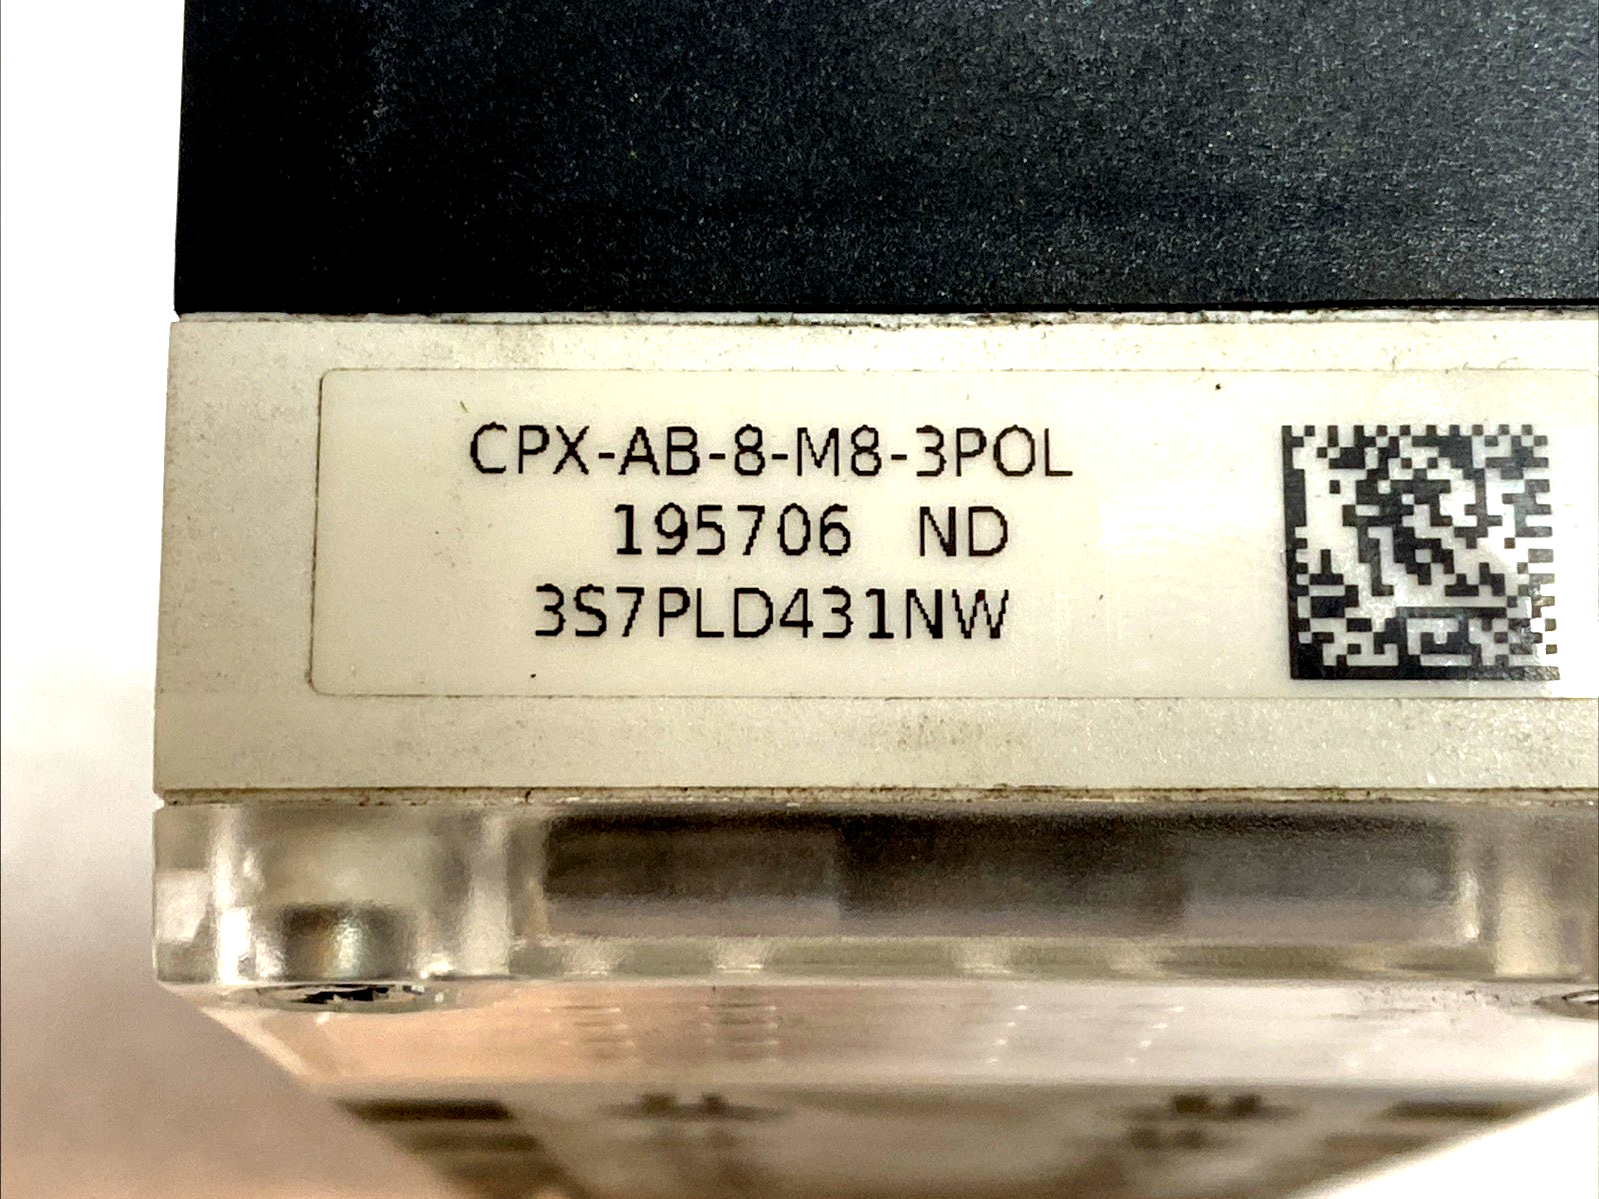 CPX-AB-8-M8-3POL
195706 ND
3S7PLD431NW